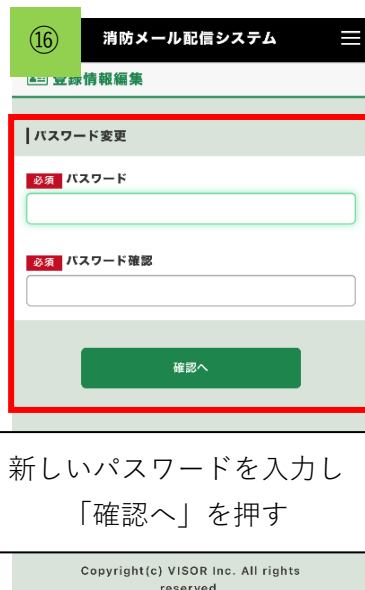 ⑯
消防メール配信システム
登録情報編集
パスワード変更
必須 パスワード
必須 パスワード確認
確認へ
新しいパスワードを入力し
「確認へ」を押す
Copyright(c) VISOR Inc. All rights
reserved